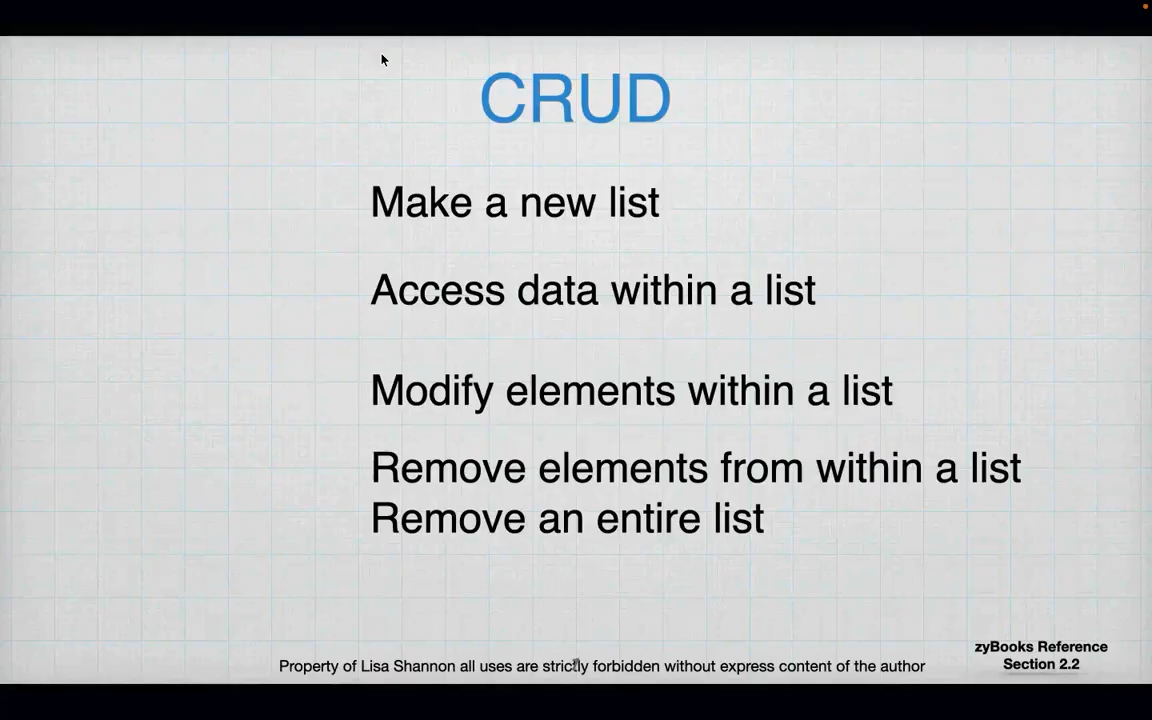 CRUD
Make a new list
Access data within a list
Modify elements within a list
Remove elements from within a list
Remove an entire list
zyBooks Reference
Section 2.2
Property of Lisa Shannon all uses are strictly forbidden without express content of the author